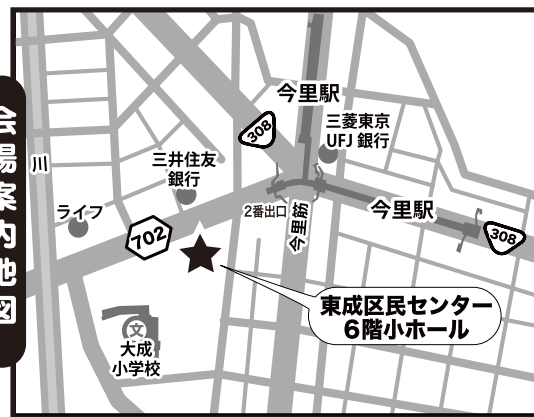 会場案内地図
川
今里駅
308
三菱東京
UFJ 銀行
三井住友
銀行
ライフ
2番出口
今里筋
今里駅
308
702
東成区民センター
6階小ホール
文
大成
小学校